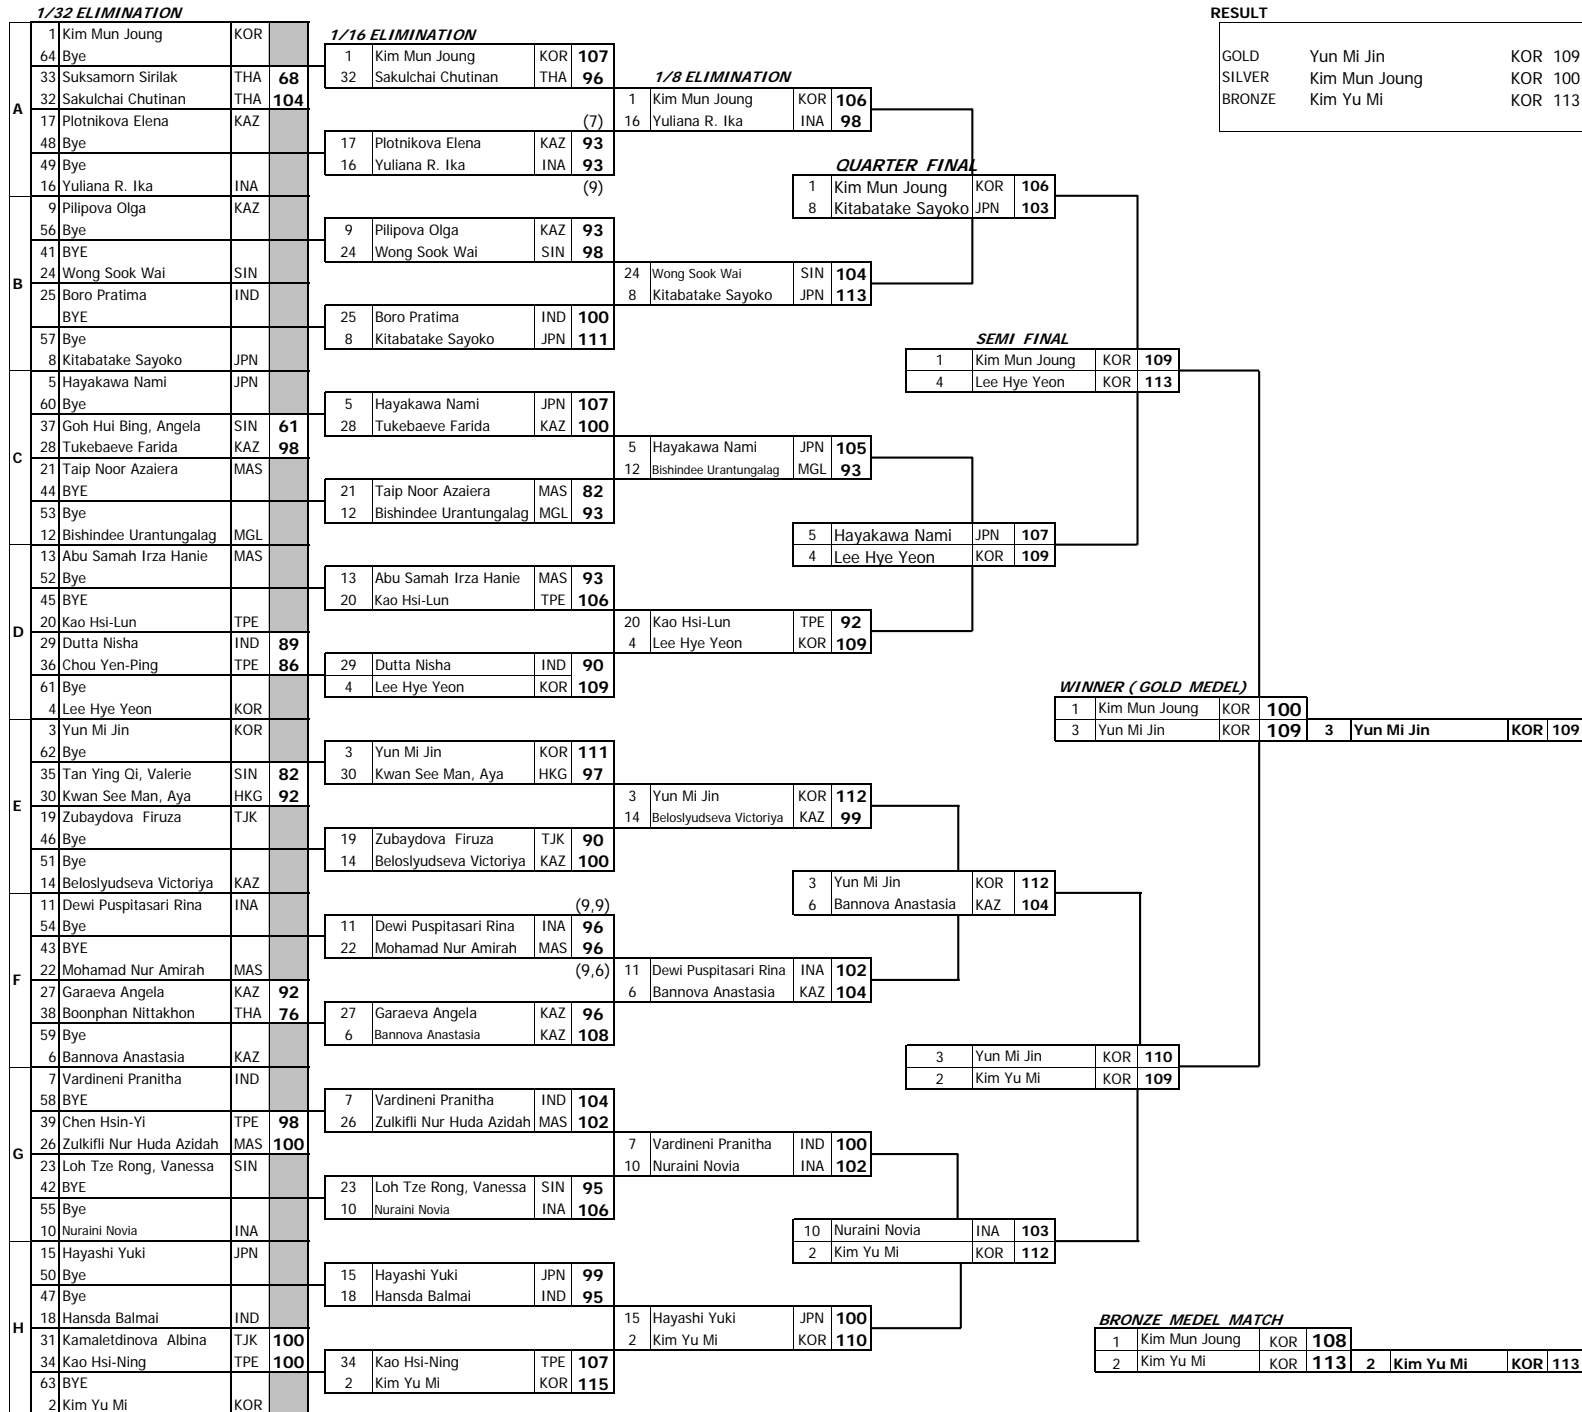 1/32 ELIMINATION
A
1 Kim Mun Joung KOR
64 Bye
33 Suksamorn Sirilak THA 68
32 Sakulchai Chutinan THA 104
17 Plotnikova Elena KAZ
48 Bye
49 Bye
16 Yuliana R. Ika INA
B
9 Pilipova Olga KAZ
56 Bye
41 BYE
24 Wong Sook Wai SIN
25 Boro Pratima IND
BYE
57 Bye
8 Kitabatake Sayoko JPN
C
5 Hayakawa Nami JPN
60 Bye
37 Goh Hui Bing, Angela SIN 61
28 Tukebaeve Farida KAZ 98
21 Taip Noor Azaiera MAS
44 BYE
53 Bye
12 Bishindee Urantungalag MGL
D
13 Abu Samah Irza Hanie MAS
52 Bye
45 BYE
20 Kao Hsi-Lun TPE
29 Dutta Nisha IND 89
36 Chou Yen-Ping TPE 86
61 Bye
4 Lee Hye Yeon KOR
E
3 Yun Mi Jin KOR
62 Bye
35 Tan Ying Qi, Valerie SIN 82
30 Kwan See Man, Aya HKG 92
19 Zubaydova Firuza TJK
46 Bye
51 Bye
14 Beloslyudseva Victoriya KAZ
F
11 Dewi Puspitasari Rina INA
54 Bye
43 BYE
22 Mohamad Nur Amirah MAS
27 Garaeva Angela KAZ 92
38 Boonphan Nittakhon THA 76
59 Bye
6 Bannova Anastasia KAZ
G
7 Vardineni Pranitha IND
58 BYE
39 Chen Hsin-Yi TPE 98
26 Zulkifli Nur Huda Azidah MAS 100
23 Loh Tze Rong, Vanessa SIN
42 BYE
55 Bye
10 Nuraini Novia INA
H
15 Hayashi Yuki JPN
50 Bye
47 Bye
18 Hansda Balmai IND
31 Kamaletdinova Albina TJK 100
34 Kao Hsi-Ning TPE 100
63 BYE
2 Kim Yu Mi KOR
1/16 ELIMINATION
1 Kim Mun Joung KOR 107
32 Sakulchai Chutinan THA 96
(7)
17 Plotnikova Elena KAZ 93
16 Yuliana R. Ika INA 93
(9)
9 Pilipova Olga KAZ 93
24 Wong Sook Wai SIN 98
25 Boro Pratima IND 100
8 Kitabatake Sayoko JPN 111
5 Hayakawa Nami JPN 107
28 Tukebaeve Farida KAZ 100
21 Taip Noor Azaiera MAS 82
12 Bishindee Urantungalag MGL 93
13 Abu Samah Irza Hanie MAS 93
20 Kao Hsi-Lun TPE 106
29 Dutta Nisha IND 90
4 Lee Hye Yeon KOR 109
3 Yun Mi Jin KOR 111
30 Kwan See Man, Aya HKG 97
19 Zubaydova Firuza TJK 90
14 Beloslyudseva Victoriya KAZ 100
(9,9)
11 Dewi Puspitasari Rina INA 96
22 Mohamad Nur Amirah MAS 96
(9,6)
27 Garaeva Angela KAZ 96
6 Bannova Anastasia KAZ 108
7 Vardineni Pranitha IND 104
26 Zulkifli Nur Huda Azidah MAS 102
23 Loh Tze Rong, Vanessa SIN 95
10 Nuraini Novia INA 106
15 Hayashi Yuki JPN 99
18 Hansda Balmai IND 95
34 Kao Hsi-Ning TPE 107
2 Kim Yu Mi KOR 115
1/8 ELIMINATION
1 Kim Mun Joung KOR 106
16 Yuliana R. Ika INA 98
24 Wong Sook Wai SIN 104
8 Kitabatake Sayoko JPN 113
5 Hayakawa Nami JPN 105
12 Bishindee Urantungalag MGL 93
20 Kao Hsi-Lun TPE 92
4 Lee Hye Yeon KOR 109
3 Yun Mi Jin KOR 112
14 Beloslyudseva Victoriya KAZ 99
11 Dewi Puspitasari Rina INA 102
6 Bannova Anastasia KAZ 104
7 Vardineni Pranitha IND 100
10 Nuraini Novia INA 102
15 Hayashi Yuki JPN 100
2 Kim Yu Mi KOR 110
QUARTER FINAL
1 Kim Mun Joung KOR 106
8 Kitabatake Sayoko JPN 103
5 Hayakawa Nami JPN 107
4 Lee Hye Yeon KOR 109
3 Yun Mi Jin KOR 112
6 Bannova Anastasia KAZ 104
10 Nuraini Novia INA 103
2 Kim Yu Mi KOR 112
SEMI FINAL
1 Kim Mun Joung KOR 109
4 Lee Hye Yeon KOR 113
3 Yun Mi Jin KOR 110
2 Kim Yu Mi KOR 109
WINNER ( GOLD MEDEL)
1 Kim Mun Joung KOR 100
3 Yun Mi Jin KOR 109 3 Yun Mi Jin KOR 109
BRONZE MEDEL MATCH
1 Kim Mun Joung KOR 108
2 Kim Yu Mi KOR 113 2 Kim Yu Mi KOR 113
RESULT
GOLD Yun Mi Jin KOR 109
SILVER Kim Mun Joung KOR 100
BRONZE Kim Yu Mi KOR 113